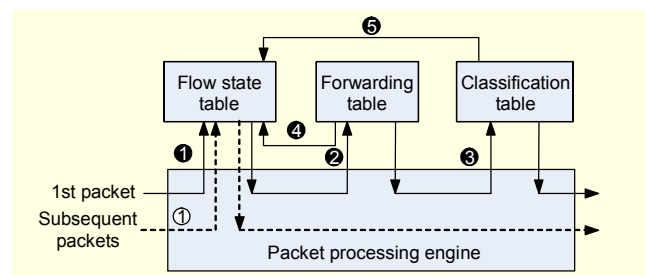 ❺
Flow state
table
Forwarding
table
Classification
table
❹
❶
❷
❸
1st packet
①
Subsequent
packets
Packet processing engine